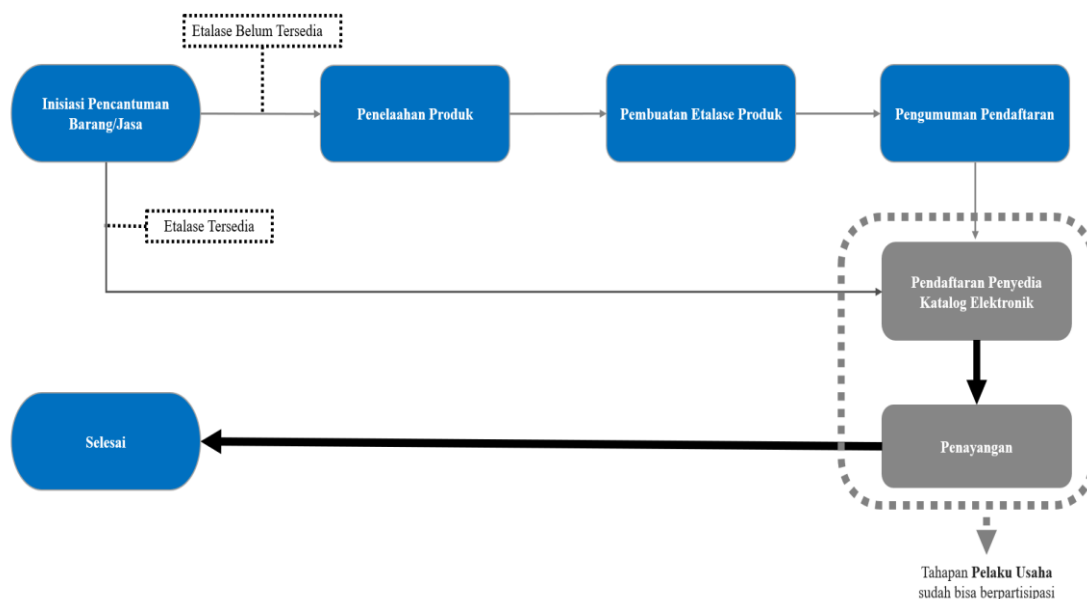 Etalase Belum Tersedia
Inisiasi Pencantuman
Barang/Jasa
Penelaahan Produk
Pembuatan Etalase Produk
Pengumuman Pendaftaran
Etalase Tersedia
Pendaftaran Penyedia
Katalog Elektronik
Selesai
Penayangan
Tahapan Pelaku Usaha
sudah bisa berpartisipasi